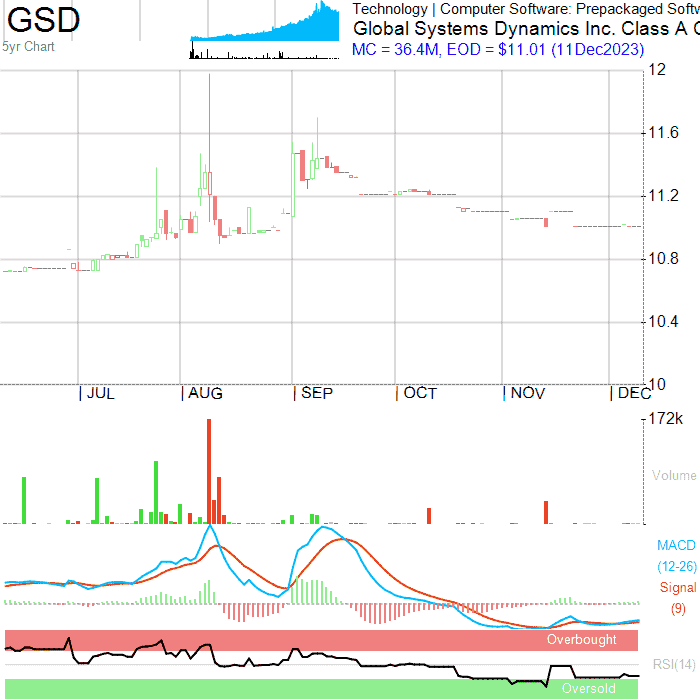 GSD
5yr Chart
Technology | Computer Software: Prepackaged Softw
Global Systems Dynamics Inc. Class A C
MC = 36.4M, EOD = $11.01 (11Dec2023)
12
11.6
11.2
10.8
10.4
10
JUL AUG SEP OCT NOV DEC
172k
Volume
MACD
(12-26)
Signal
(9)
Overbought
RSI(14)
Oversold